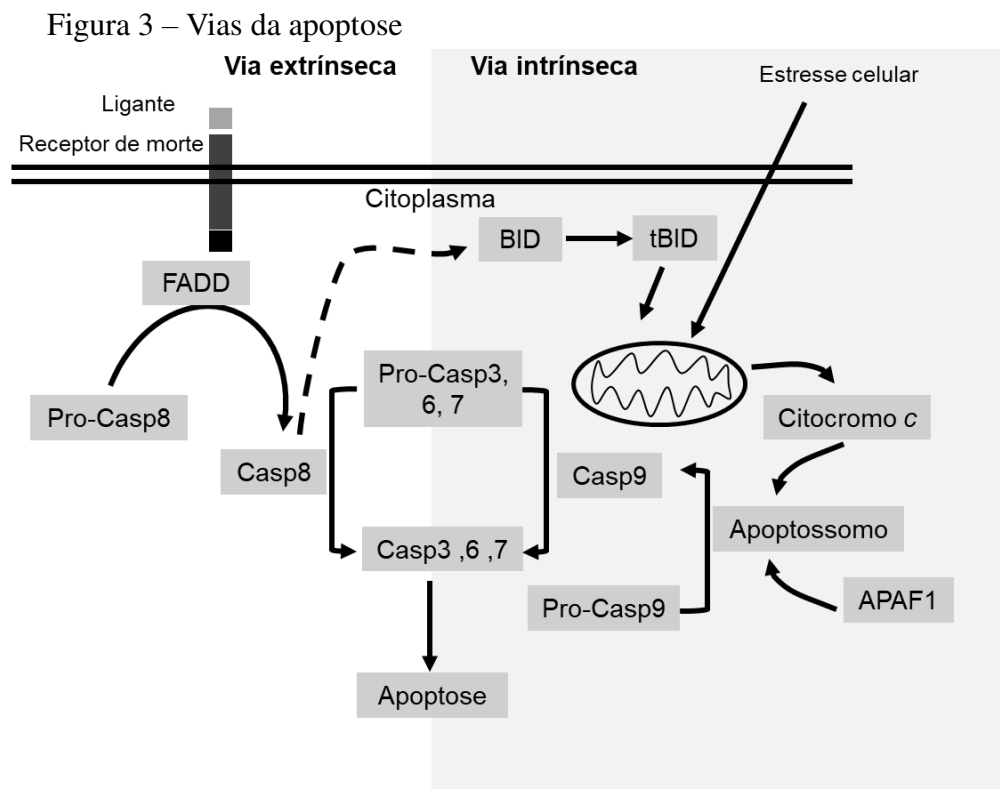 Figura 3 – Vias da apoptose
Via extrínseca
Via intrínseca
Estresse celular
Ligante
Receptor de morte
Citoplasma
BID
tBID
FADD
Pro-Casp3,
6, 7
Pro-Casp8
Citocromo c
Casp8
Casp9
Apoptossomo
Casp3 ,6 ,7
Pro-Casp9
APAF1
Apoptose